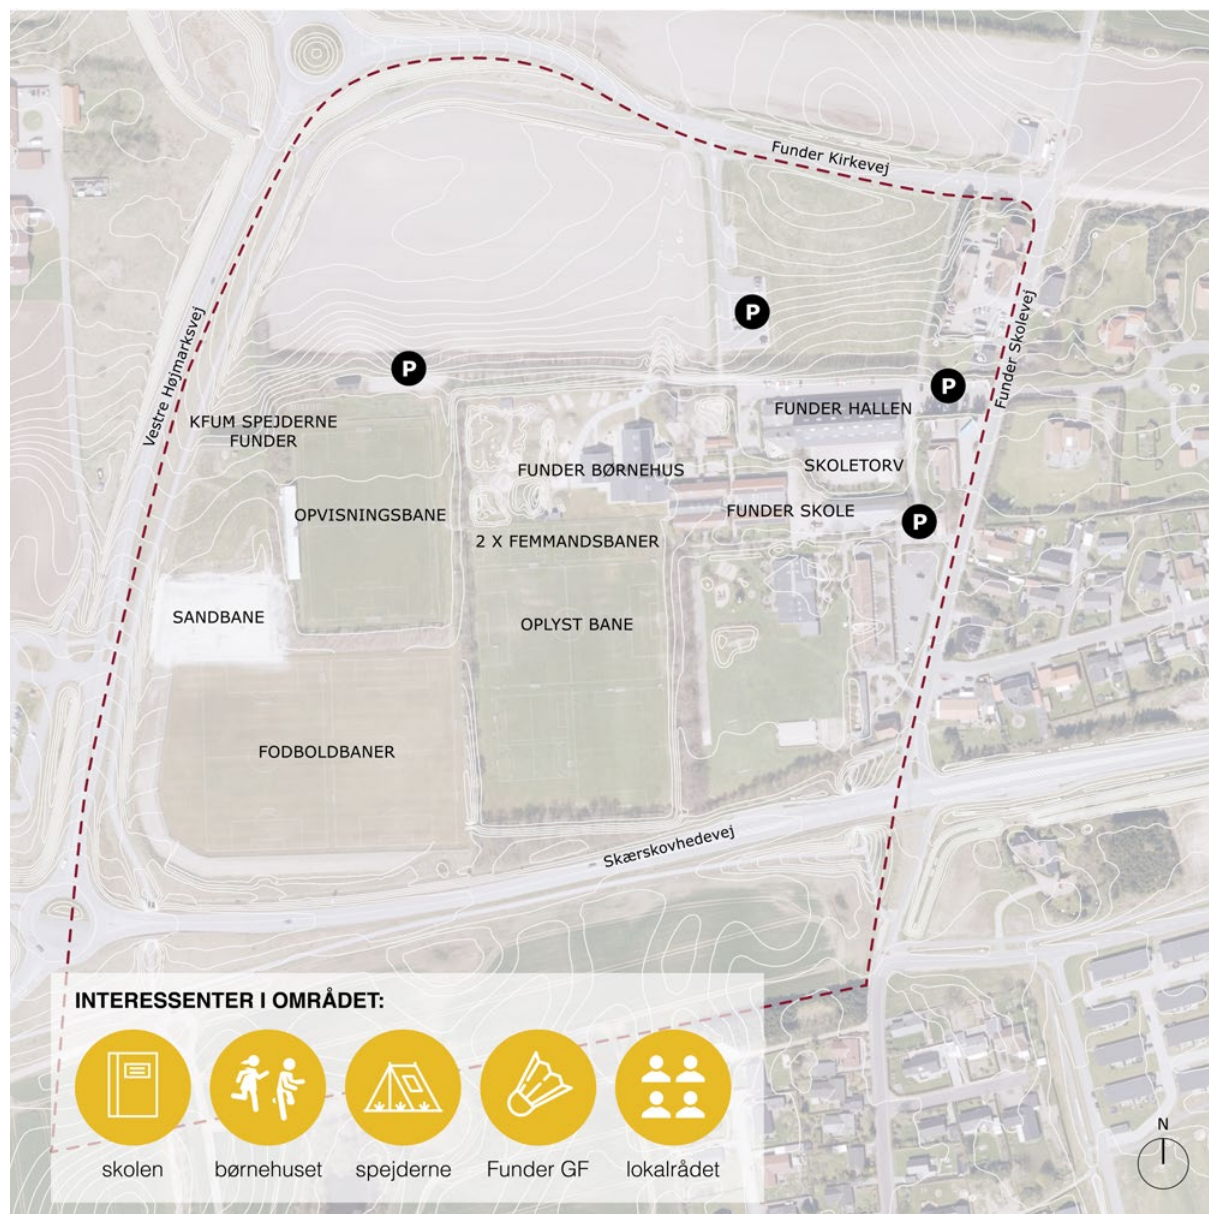 Funder Kirkevej
P
Vestre Højmarksvej
Funder Skolevej
P
P
KFUM SPEJDERNE
FUNDER
FUNDER HALLEN
FUNDER BØRNEHUS
SKOLETORV
OPVISNINGSBANE
FUNDER SKOLE
P
2 X FEMMANDSBANER
SANDBANE
OPLYST BANE
FODBOLDBANER
Skærskovhedevej
INTERESSENTER I OMRÅDET:
skolen
børnehuset
spejderne
Funder GF
lokalrådet
N